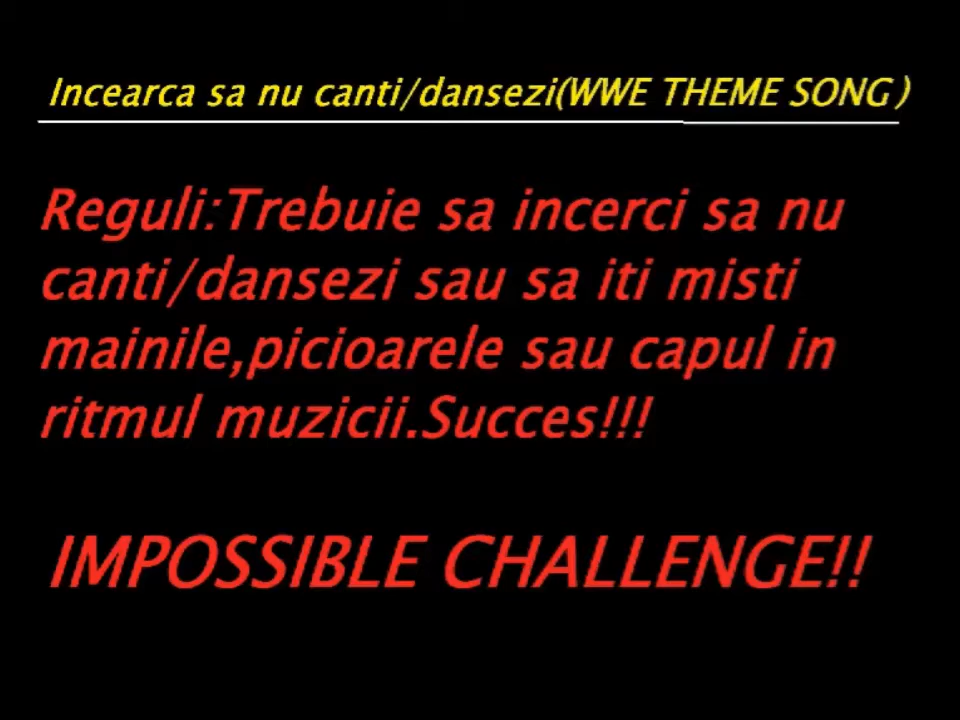 Incearca sa nu canti/dansezi(WWE THEME SONG)
Reguli:Trebuie sa incerci sa nu
canti/dansezi sau sa iti misti
mainile,picioarele sau capul in
ritmul muzicii.Succes!!!
IMPOSSIBLE CHALLENGE!!